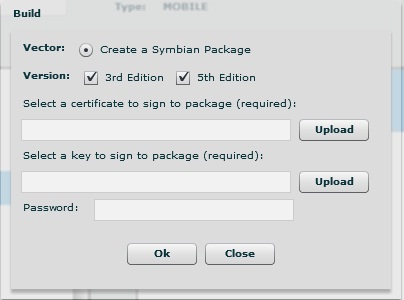 Type: MOBILE
Build
Vector: Create a Symbian Package
Version: 3rd Edition 5th Edition
Select a certificate to sign to package (required):
Upload
Select a key to sign to package (required):
Upload
Password:
Ok Close